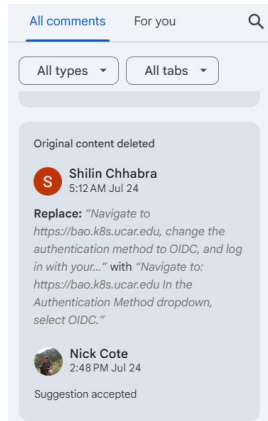 All comments For you
All types All tabs
Original content deleted
S Shilin Chhabra
5:12 AM Jul 24
Replace: “Navigate to
https://bao.k8s.ucar.edu, change the
authentication method to OIDC, and log
in with your...” with “Navigate to:
https://bao.k8s.ucar.edu In the
Authentication Method dropdown,
select OIDC.”
Nick Cote
2:48 PM Jul 24
Suggestion accepted